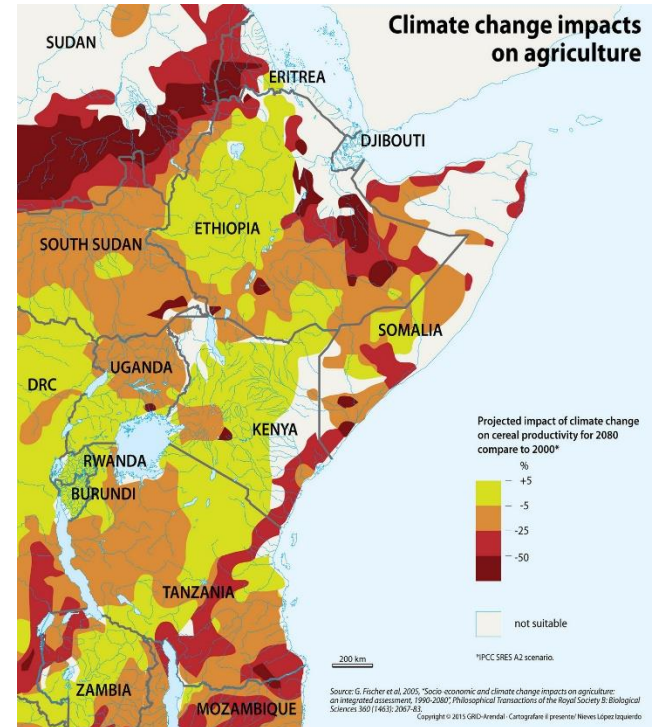 Climate change impacts
on agriculture
SUDAN
ERITREA
DJIBOUTI
ETHIOPIA
SOUTH SUDAN
SOMALIA
UGANDA
DRC
KENYA
RWANDA
BURUNDI
TANZANIA
ZAMBIA
MOZAMBIQUE
Projected impact of climate change
on cereal productivity for 2080
compare to 2000*
%
+5
-5
-25
-50
not suitable
*IPCC SRES A2 scenario.
200 km
Source: G. Fischer et al, 2005, "Socio-economic and climate change impacts on agriculture:
an integrated assessment, 1990-2080", Philosophical Transactions of the Royal Society B: Biological
Sciences 360 (1463): 2067-83.
Copyright © 2015 GRID-Arendal · Cartografare il presente/ Nieves López Izquierdo